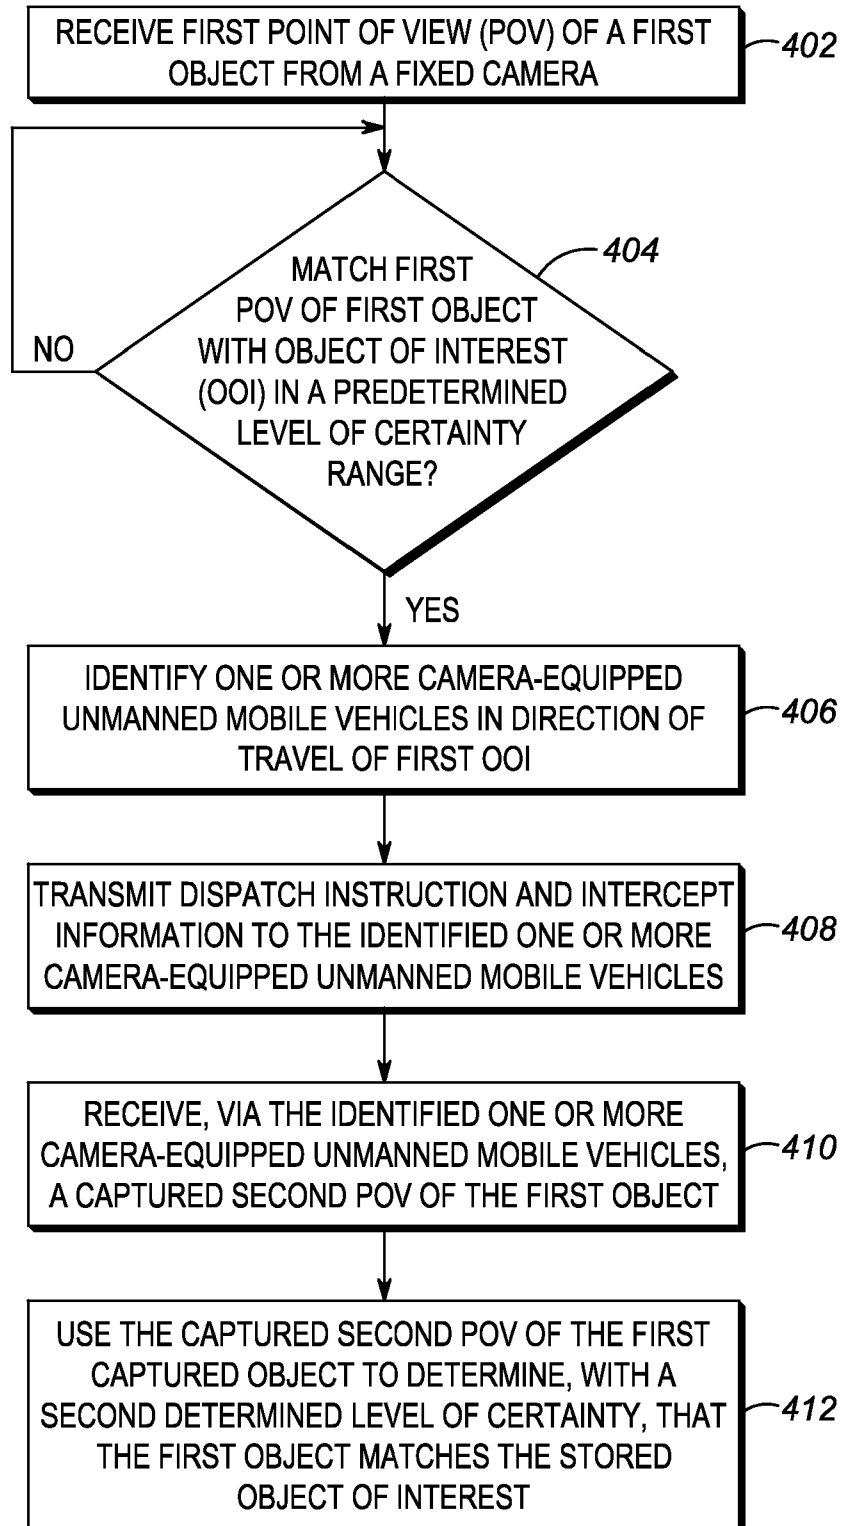 RECEIVE FIRST POINT OF VIEW (POV) OF A FIRST
OBJECT FROM A FIXED CAMERA
402
404
MATCH FIRST
POV OF FIRST OBJECT
WITH OBJECT OF INTEREST
(OOI) IN A PREDETERMINED
LEVEL OF CERTAINTY
RANGE?
NO
YES
IDENTIFY ONE OR MORE CAMERA-EQUIPPED
UNMANNED MOBILE VEHICLES IN DIRECTION OF
TRAVEL OF FIRST OOI
406
TRANSMIT DISPATCH INSTRUCTION AND INTERCEPT
INFORMATION TO THE IDENTIFIED ONE OR MORE
CAMERA-EQUIPPED UNMANNED MOBILE VEHICLES
408
RECEIVE, VIA THE IDENTIFIED ONE OR MORE
CAMERA-EQUIPPED UNMANNED MOBILE VEHICLES,
A CAPTURED SECOND POV OF THE FIRST OBJECT
410
USE THE CAPTURED SECOND POV OF THE FIRST
CAPTURED OBJECT TO DETERMINE, WITH A
SECOND DETERMINED LEVEL OF CERTAINTY, THAT
THE FIRST OBJECT MATCHES THE STORED
OBJECT OF INTEREST
412